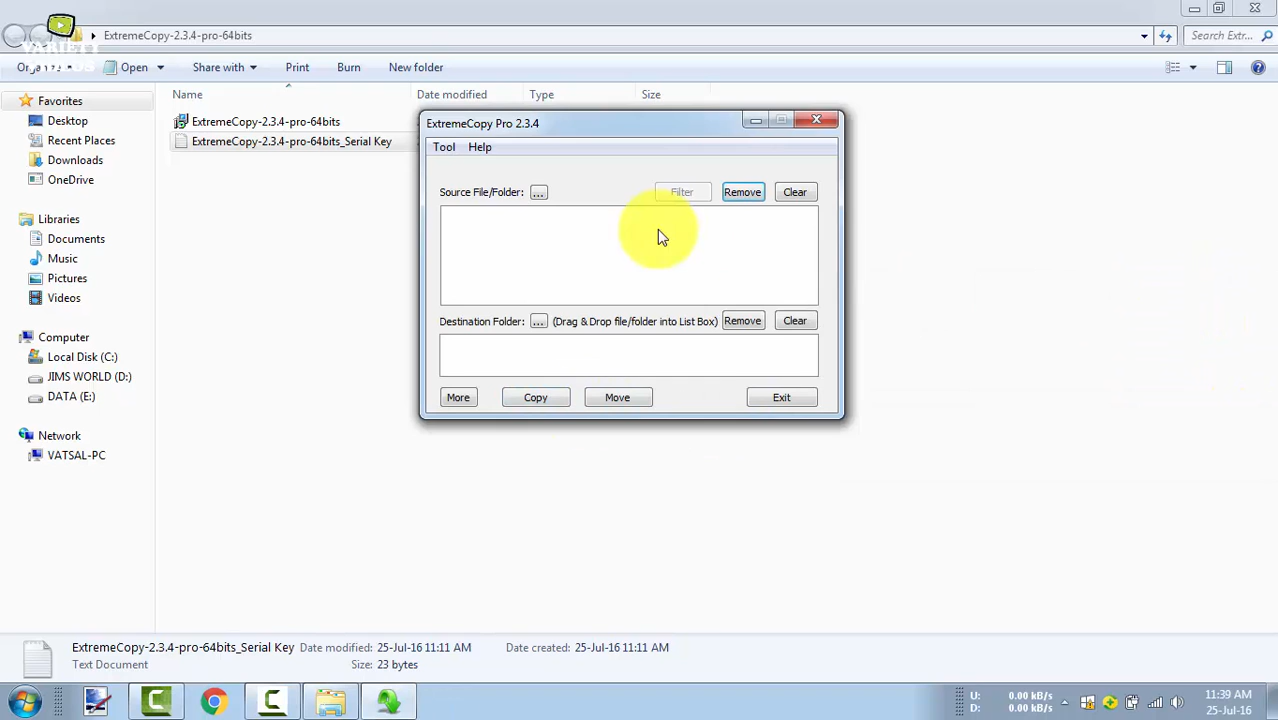 ExtremeCopy-2.3.4-pro-64bits
Search Extr...
VARIETY
VIDEOS
Open
Share with
Print
Burn
New folder
Favorites
Desktop
Recent Places
Downloads
OneDrive
Libraries
Documents
Music
Pictures
Videos
Computer
Local Disk (C:)
JIMS WORLD (D:)
DATA (E:)
Network
VATSAL-PC
Name
Date modified
Type
Size
ExtremeCopy-2.3.4-pro-64bits
ExtremeCopy-2.3.4-pro-64bits_Serial Key
ExtremeCopy Pro 2.3.4
Tool Help
Source File/Folder: ... Filter Remove Clear
Destination Folder: ... (Drag & Drop file/folder into List Box) Remove Clear
More Copy Move Exit
ExtremeCopy-2.3.4-pro-64bits_Serial Key Date modified: 25-Jul-16 11:11 AM Date created: 25-Jul-16 11:11 AM
Text Document Size: 23 bytes
U: 0.00 kB/s
D: 0.00 kB/s
11:39 AM
25-Jul-16